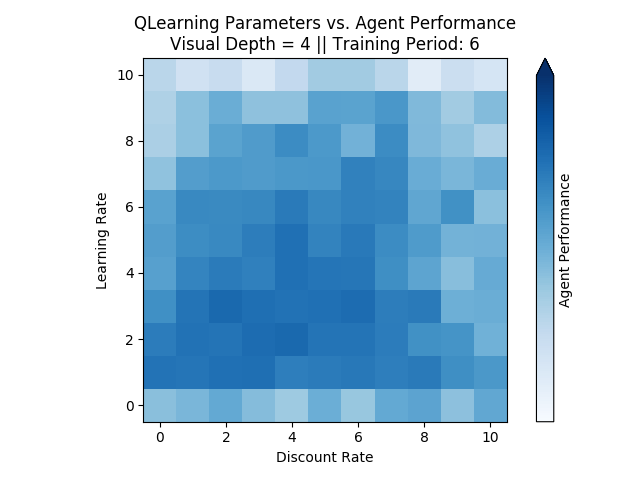 QLearning Parameters vs. Agent Performance
Visual Depth = 4 || Training Period: 6
10
8
6
4
2
0
Learning Rate
0 2 4 6 8 10
Discount Rate
Agent Performance